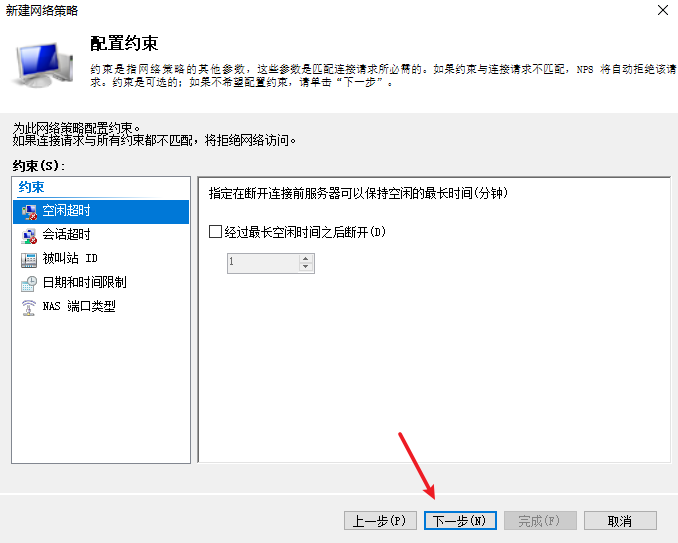 新建网络策略
配置约束
约束是指网络策略的其他参数，这些参数是匹配连接请求所必需的。如果约束与连接请求不匹配，NPS 将自动拒绝该请
求。约束是可选的；如果不希望配置约束，请单击“下一步”。
为此网络策略配置约束。
如果连接请求与所有约束都不匹配，将拒绝网络访问。
约束(S):
约束
空闲超时
会话超时
被叫站 ID
日期和时间限制
NAS 端口类型
指定在断开连接前服务器可以保持空闲的最长时间(分钟)
经过最长空闲时间之后断开(D)
1
上一步(P)
下一步(N)
完成(F)
取消